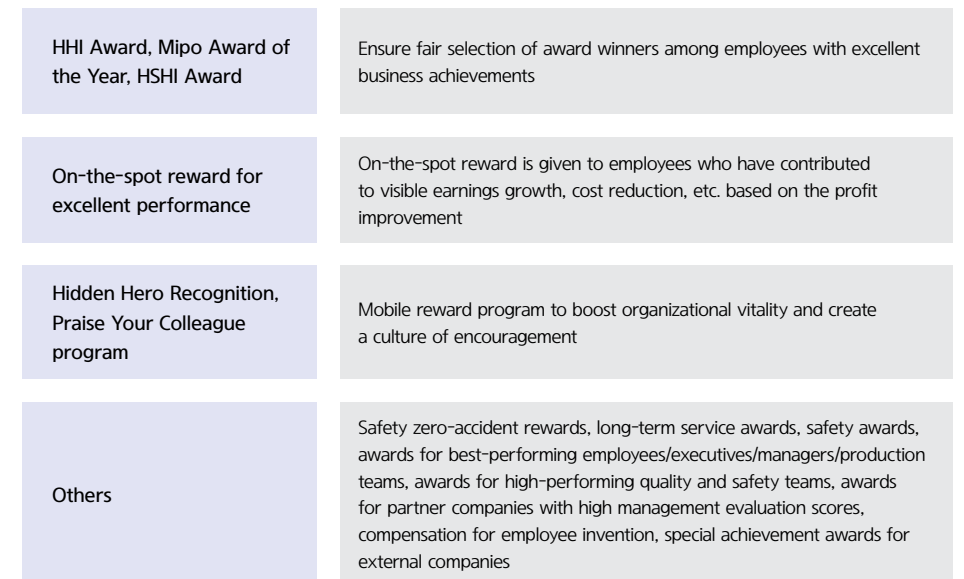 HHI Award, Mipo Award of
the Year, HSHI Award
Ensure fair selection of award winners among employees with excellent
business achievements
On-the-spot reward for
excellent performance
On-the-spot reward is given to employees who have contributed
to visible earnings growth, cost reduction, etc. based on the profit
improvement
Hidden Hero Recognition,
Praise Your Colleague
program
Mobile reward program to boost organizational vitality and create
a culture of encouragement
Others
Safety zero-accident rewards, long-term service awards, safety awards,
awards for best-performing employees/executives/managers/production
teams, awards for high-performing quality and safety teams, awards
for partner companies with high management evaluation scores,
compensation for employee invention, special achievement awards for
external companies